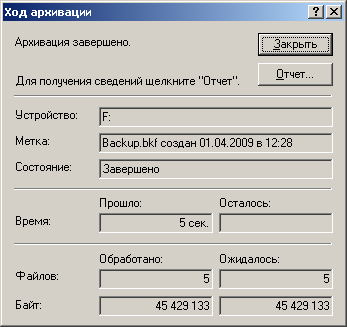 Ход архивации
Архивация завершено.
Закрыть
Для получения сведений щелкните "Отчет".
Отчет...
Устройство: F:
Метка: Backup.bkf создан 01.04.2009 в 12:28
Состояние: Завершено
Прошло: Осталось:
Время: 5 сек.
Обработано: Ожидалось:
Файлов: 5 5
Байт: 45 429 133 45 429 133